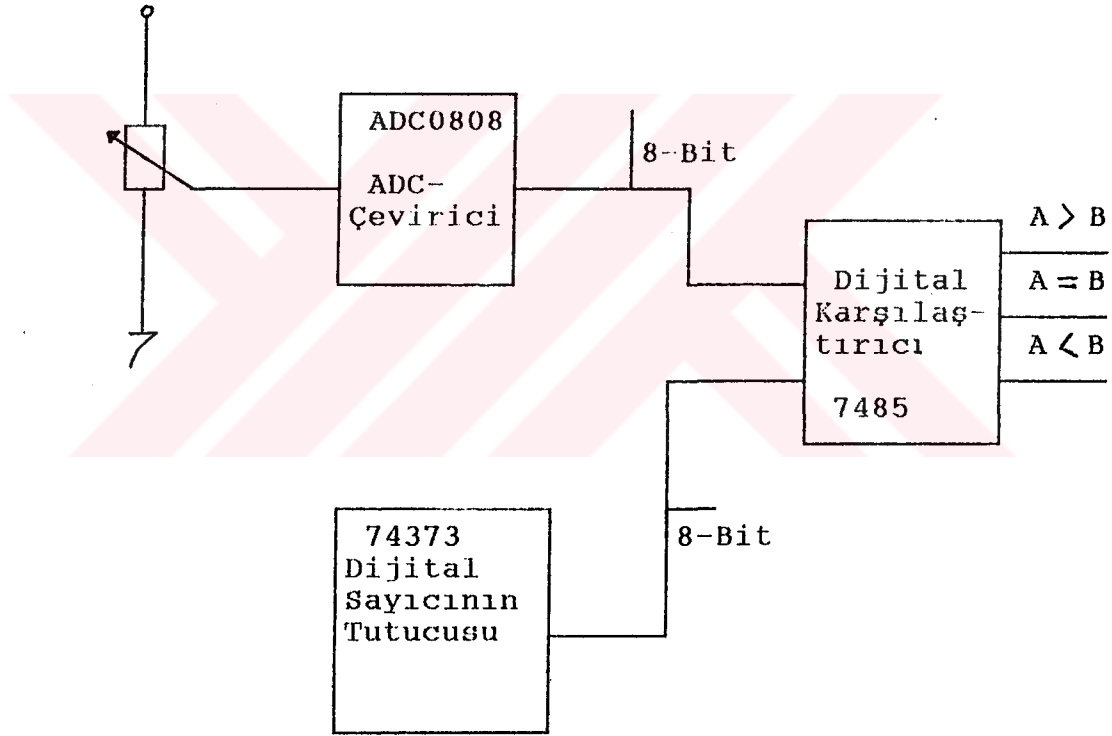 ADC0808
ADC-
Çevirici
8-Bit
A > B
A = B
A < B
Dijital
Karşılaş-
tırıcı
7485
8-Bit
74373
Dijital
Sayıcının
Tutucusu